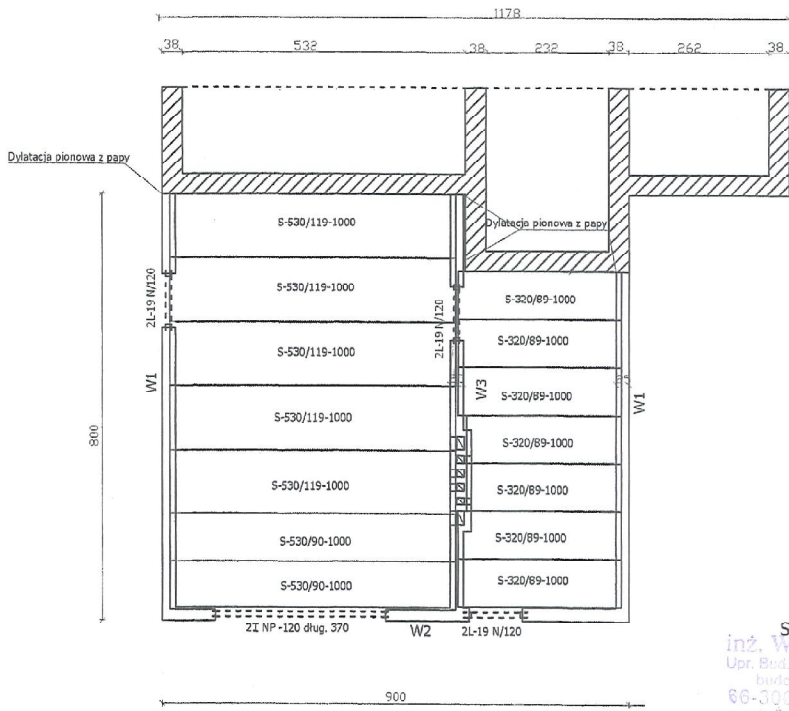 1178
38 532 38 232 38 262 38
Dylatacja pionowa z papy
S-530/119-1000
Dylatacja pionowa z papy
S-530/119-1000
2L-19 N/120
2L-19 N/120
S-320/89-1000
S-320/89-1000
S-530/119-1000
W1
W3
S-320/89-1000
W1
S-530/119-1000
800
S-320/89-1000
S-530/119-1000
S-320/89-1000
S-530/90-1000
S-320/89-1000
S-530/90-1000
S-320/89-1000
2I NP -120 dług. 370
W2
2L-19 N/120
S
inż. W
Upr. Bud.
900